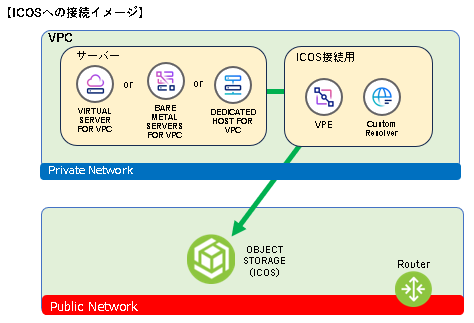 【ICOSへの接続イメージ】
VPC
サーバー
VIRTUAL
SERVER
FOR VPC
or
BARE
METAL
SERVERS
FOR VPC
or
DEDICATED
HOST FOR
VPC
ICOS接続用
VPE
Custom
Resolver
Private Network
OBJECT
STORAGE
(ICOS)
Router
Public Network